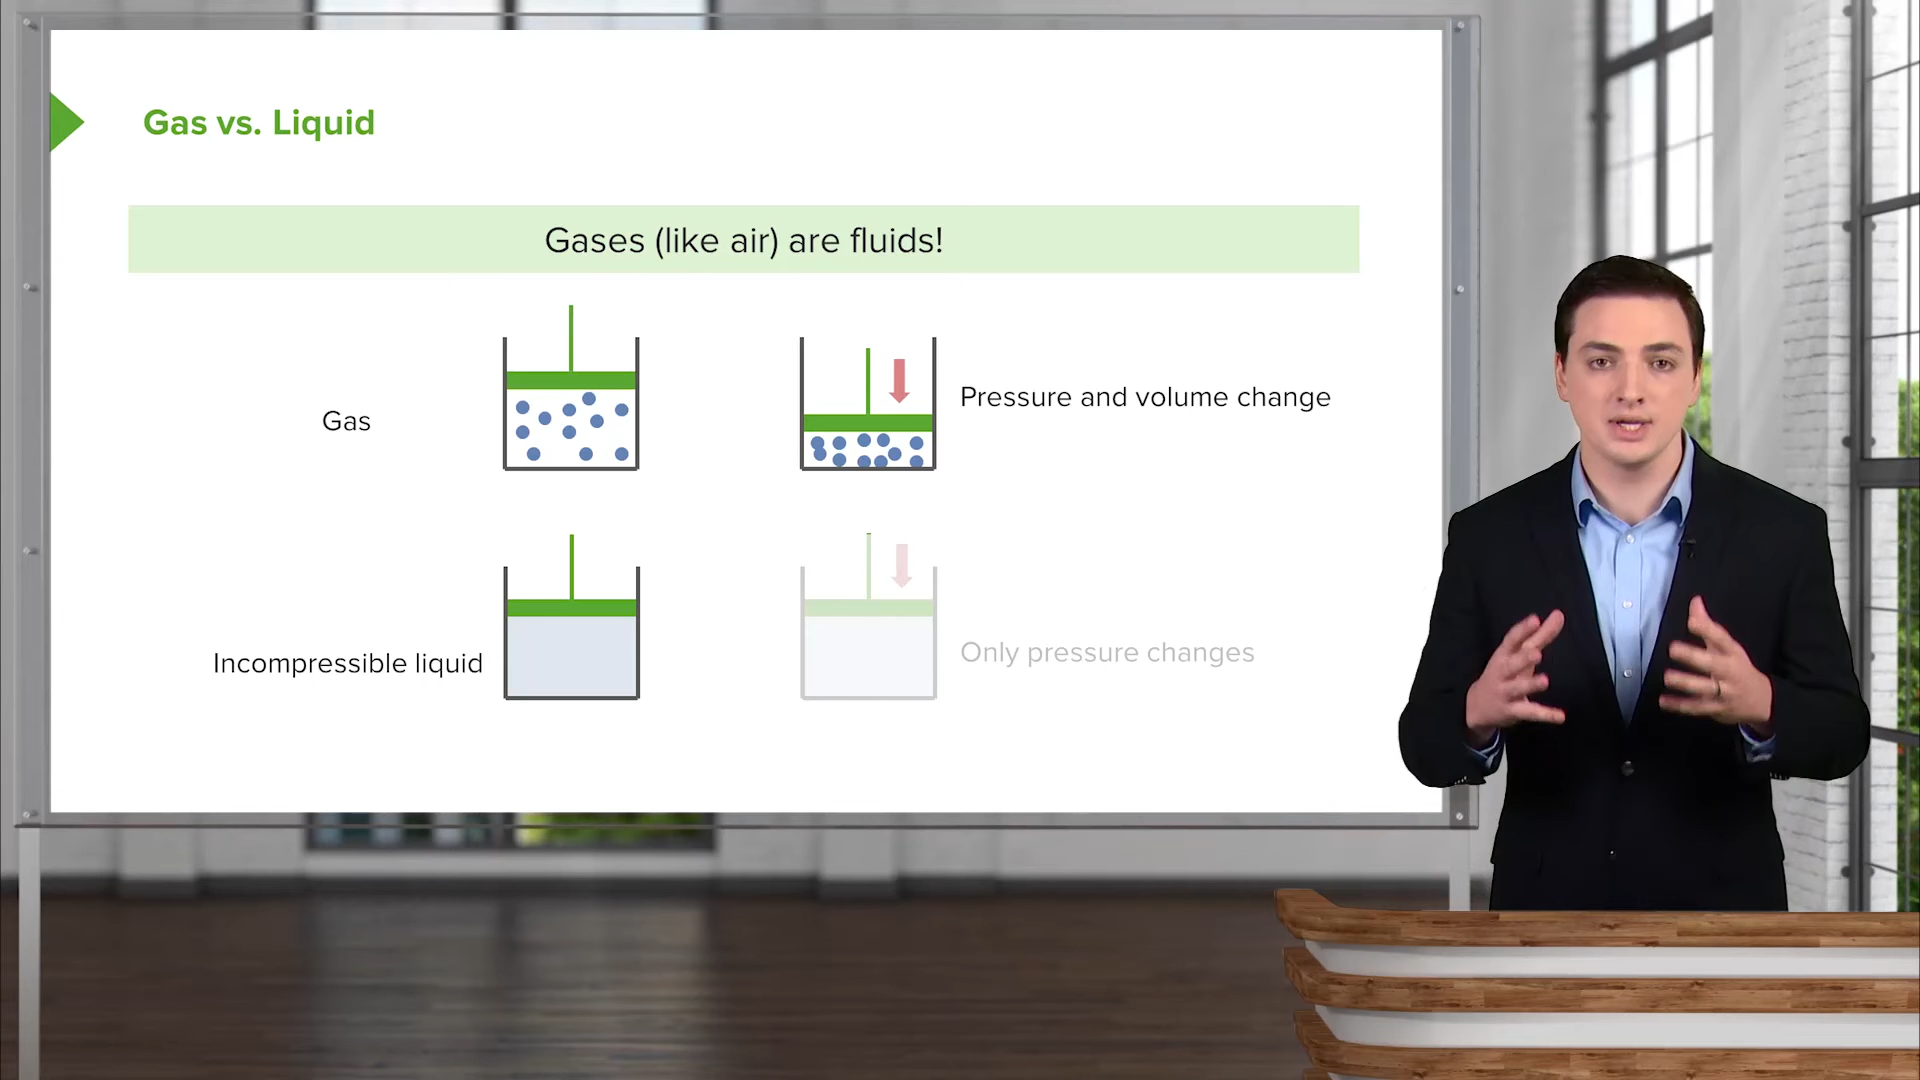 Gas vs. Liquid
Gases (like air) are fluids!
Gas
Pressure and volume change
Incompressible liquid
Only pressure changes